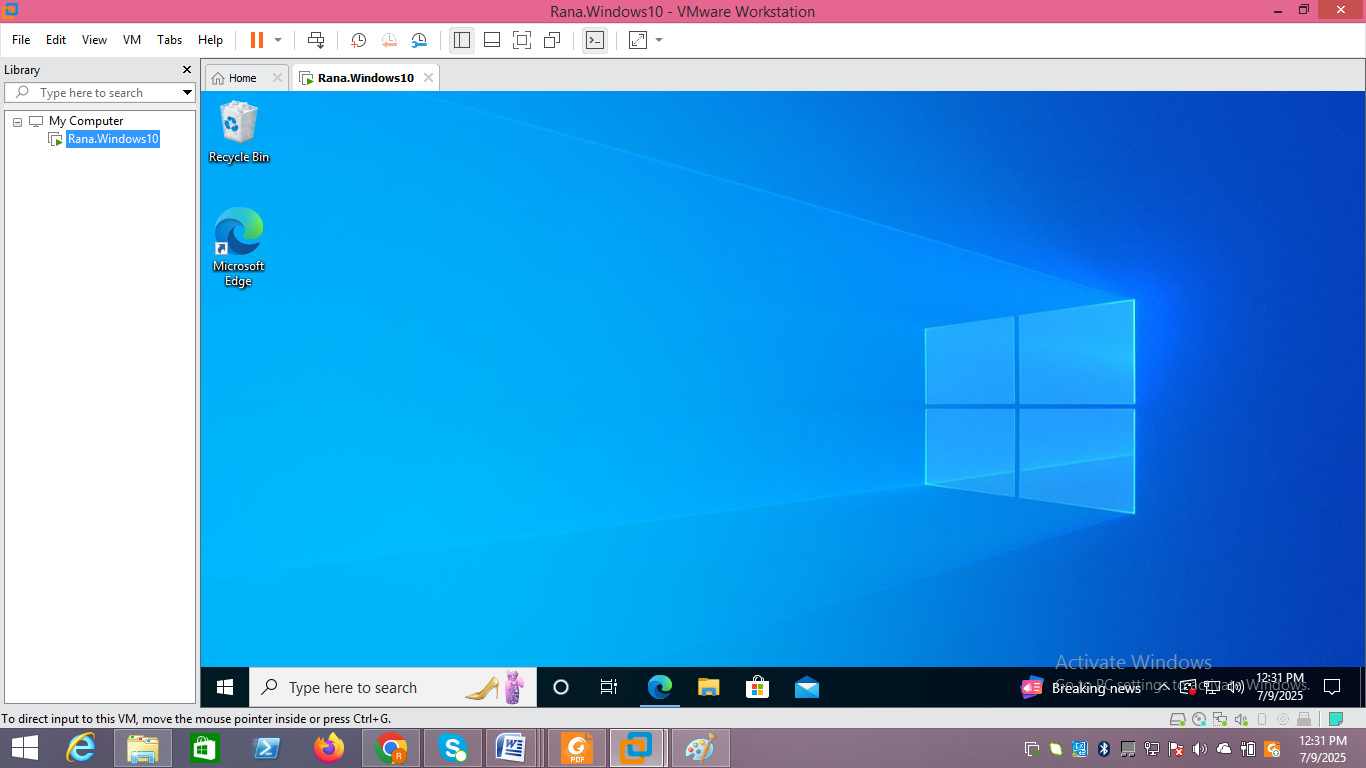 Rana.Windows10 - VMware Workstation
File Edit View VM Tabs Help
Library
Home
Rana.Windows10
Type here to search
My Computer
Rana.Windows10
Recycle Bin
Microsoft
Edge
Activate Windows
Go to PC settings to activate Windows.
Type here to search
Breaking news
12:31 PM
7/9/2025
To direct input to this VM, move the mouse pointer inside or press Ctrl+G.
PDF
12:31 PM
7/9/2025